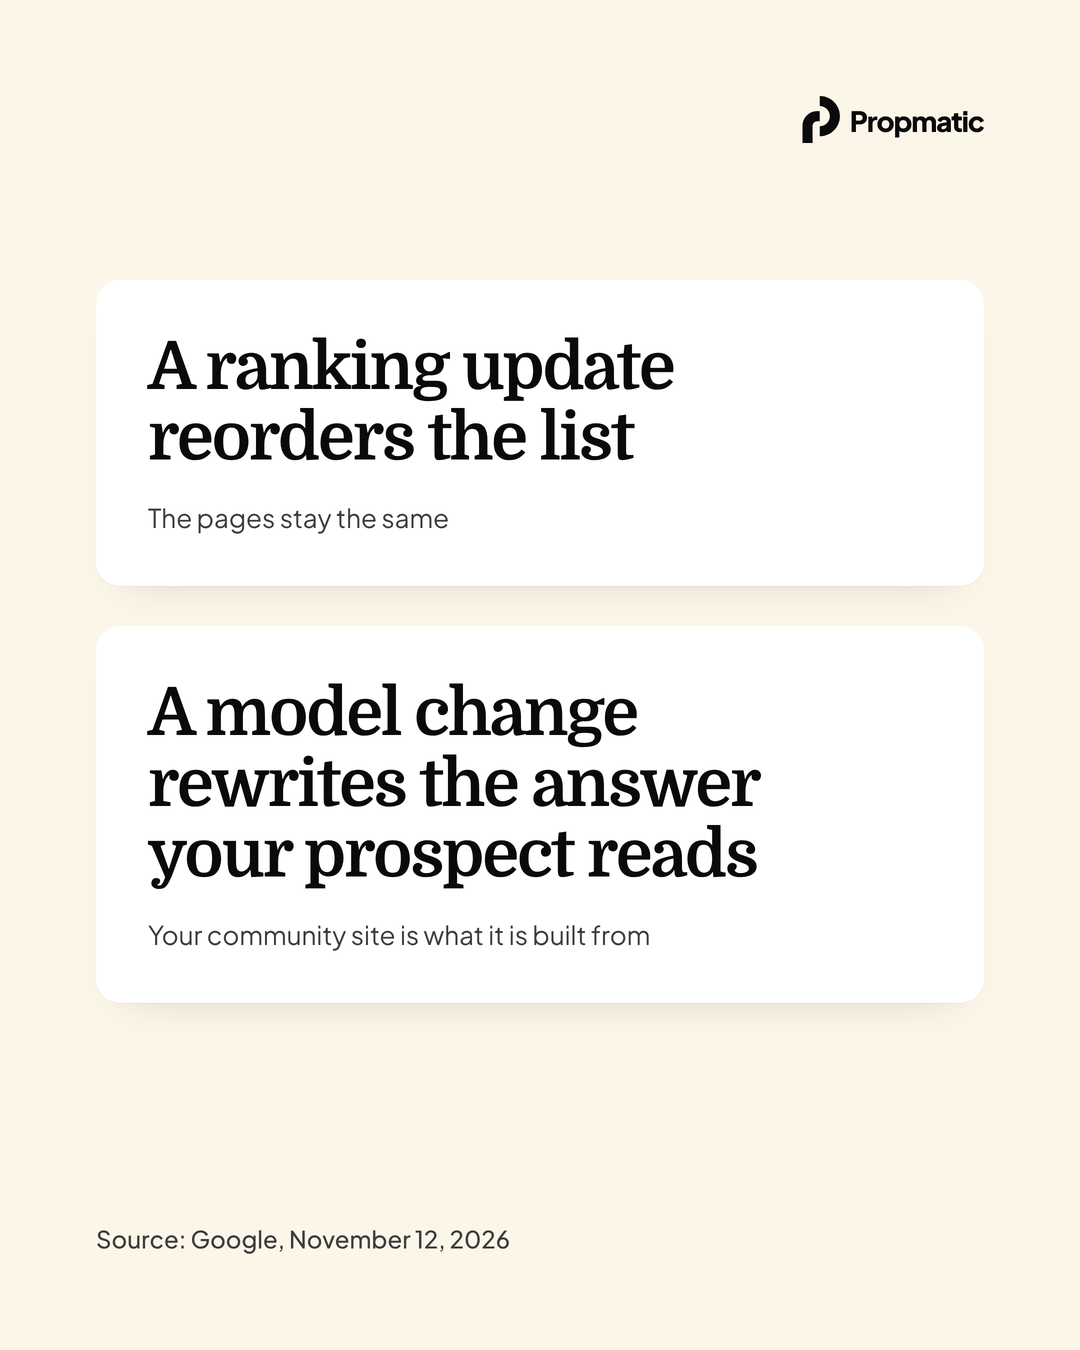 Propmatic
A ranking update
reorders the list
The pages stay the same
A model change
rewrites the answer
your prospect reads
Your community site is what it is built from
Source: Google, November 12, 2026